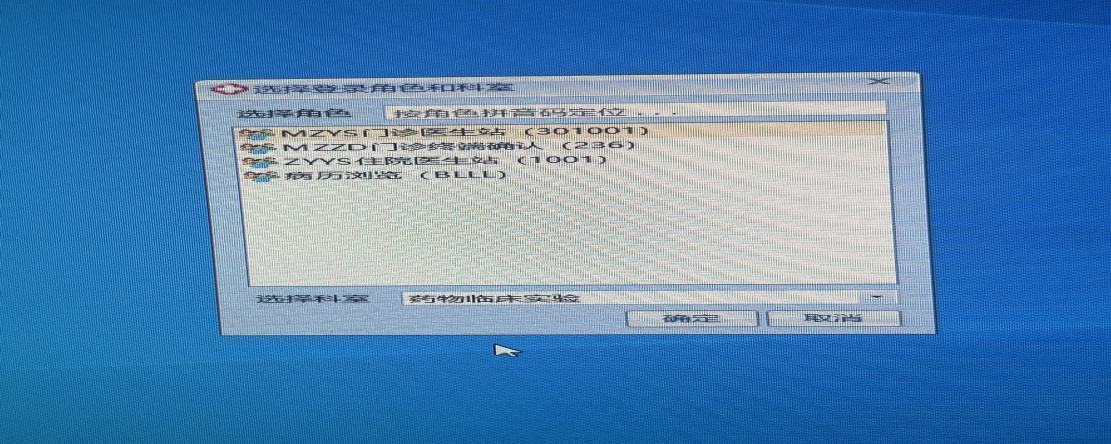 选择登录角色和科室
选择角色 按角色拼音码定位...
MZYS门诊医生站 (301001)
MZZD门诊终端确认 (236)
ZYYS住院医生站 (1001)
病历浏览 (BLLL)
选择科室 药物临床实验
确定 取消